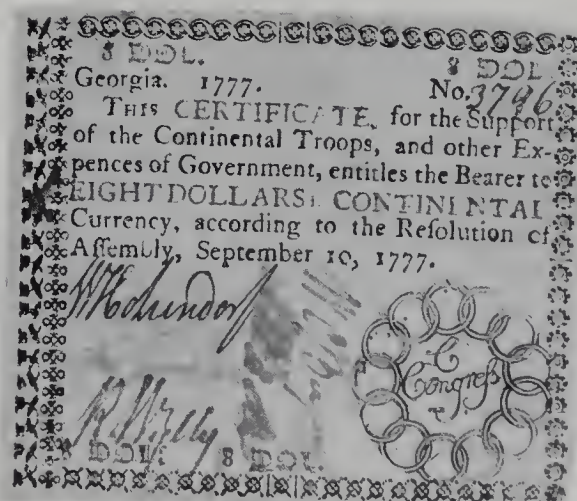 8 DOL. 8 DOL.
Georgia. 1777. No. 3796
THIS CERTIFICATE, for the Support
of the Continental Troops, and other Ex-
pences of Government, entitles the Bearer to
EIGHT DOLLARS, CONTINENTAL
Currency, according to the Reſolution of
Aſſembly, September 10, 1777.
C
Congreſs
8 DOL. 8 DOL.